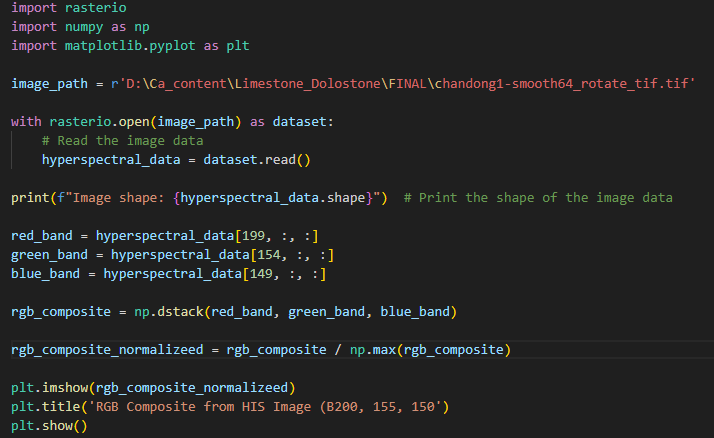 import rasterio
import numpy as np
import matplotlib.pyplot as plt
image_path = r'D:\Ca_content\Limestone_Dolostone\FINAL\chandong1-smooth64_rotate_tif.tif'
with rasterio.open(image_path) as dataset:
    # Read the image data
    hyperspectral_data = dataset.read()
print(f"Image shape: {hyperspectral_data.shape}")  # Print the shape of the image data
red_band = hyperspectral_data[199, :, :]
green_band = hyperspectral_data[154, :, :]
blue_band = hyperspectral_data[149, :, :]
rgb_composite = np.dstack(red_band, green_band, blue_band)
rgb_composite_normalizeed = rgb_composite / np.max(rgb_composite)
plt.imshow(rgb_composite_normalizeed)
plt.title('RGB Composite from HIS Image (B200, 155, 150')
plt.show()